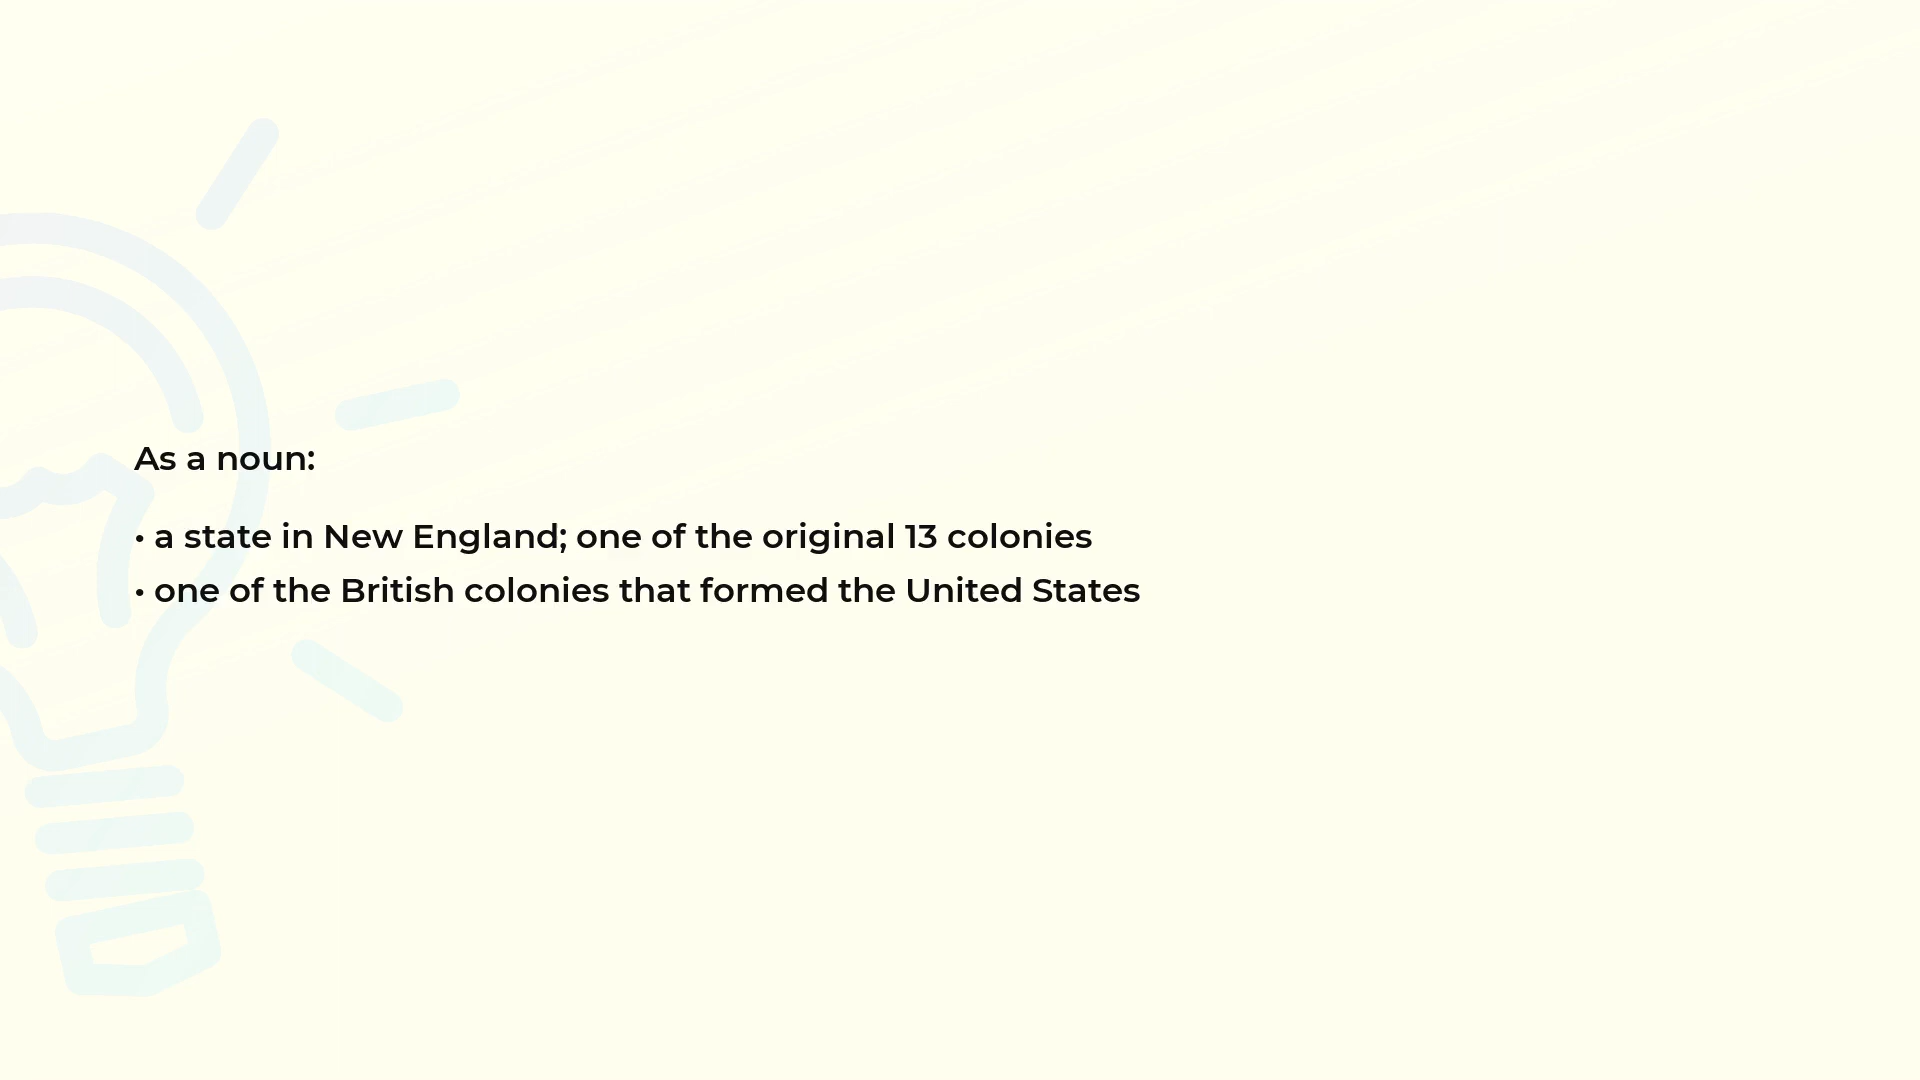 As a noun:
• a state in New England; one of the original 13 colonies
• one of the British colonies that formed the United States